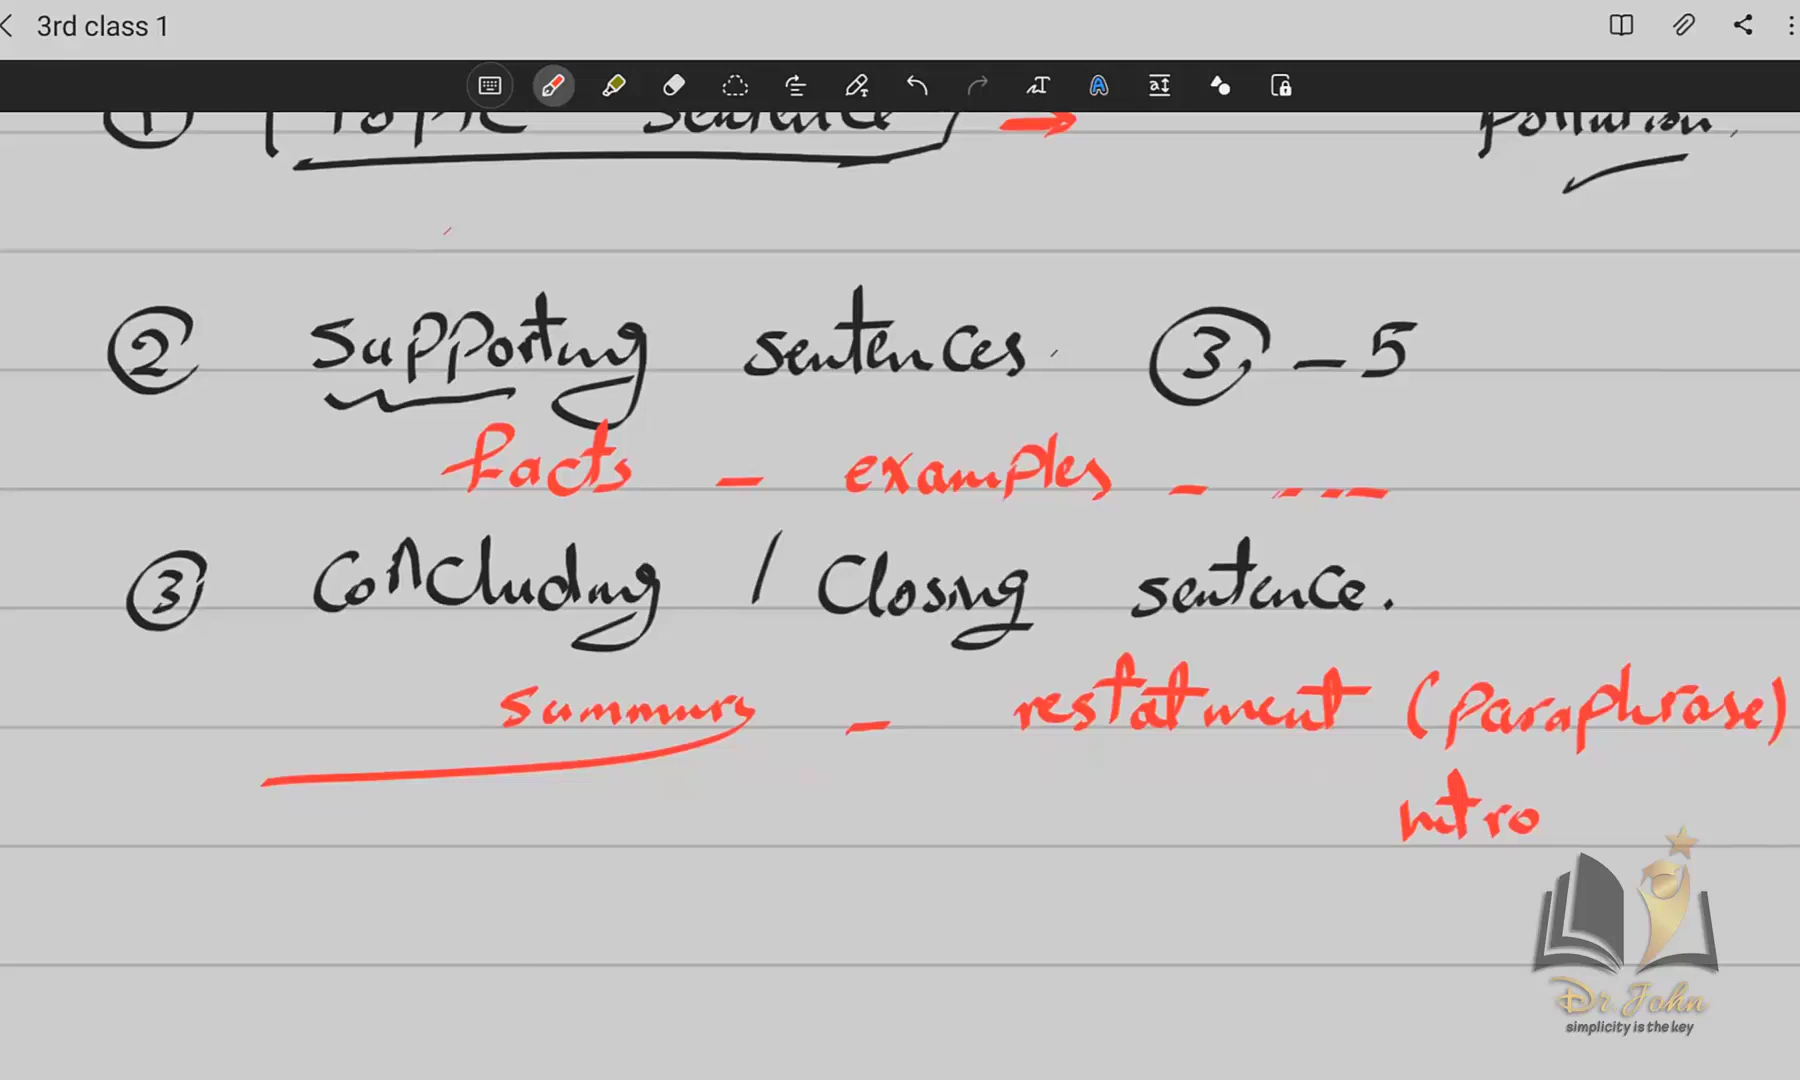 3rd class 1
① (Topic sentence) → pollution.
② Supporting sentences. ③ - 5
facts - examples - ----
③ Concluding / Closing sentence.
summury - restatment (paraphrase)
intro
Dr. John
simplicity is the key